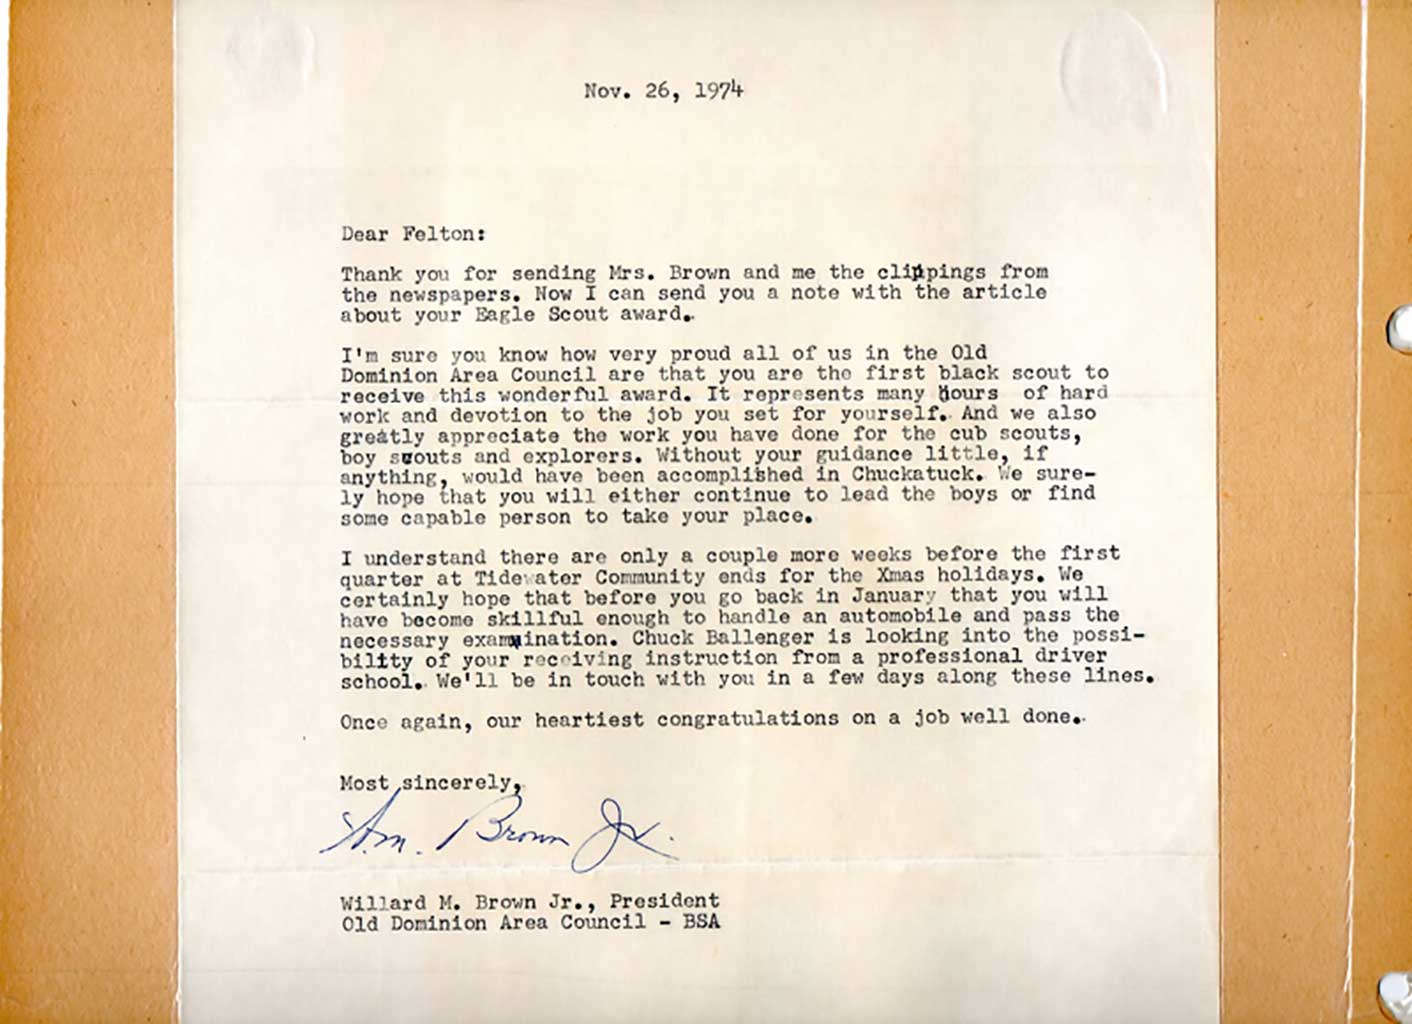 Nov. 26, 1974
Dear Felton:
Thank you for sending Mrs. Brown and me the clippings from
the newspapers. Now I can send you a note with the article
about your Eagle Scout award.
I'm sure you know how very proud all of us in the Old
Dominion Area Council are that you are the first black scout to
receive this wonderful award. It represents many hours of hard
work and devotion to the job you set for yourself. And we also
greatly appreciate the work you have done for the cub scouts,
boy scouts and explorers. Without your guidance little, if
anything, would have been accomplished in Chuckatuck. We sure-
ly hope that you will either continue to lead the boys or find
some capable person to take your place.
I understand there are only a couple more weeks before the first
quarter at Tidewater Community ends for the Xmas holidays. We
certainly hope that before you go back in January that you will
have become skillful enough to handle an automobile and pass the
necessary examination. Chuck Ballenger is looking into the possi-
bility of your receiving instruction from a professional driver
school. We'll be in touch with you in a few days along these lines.
Once again, our heartiest congratulations on a job well done.
Most sincerely,
W.M. Brown Jr.
Willard M. Brown Jr., President
Old Dominion Area Council - BSA